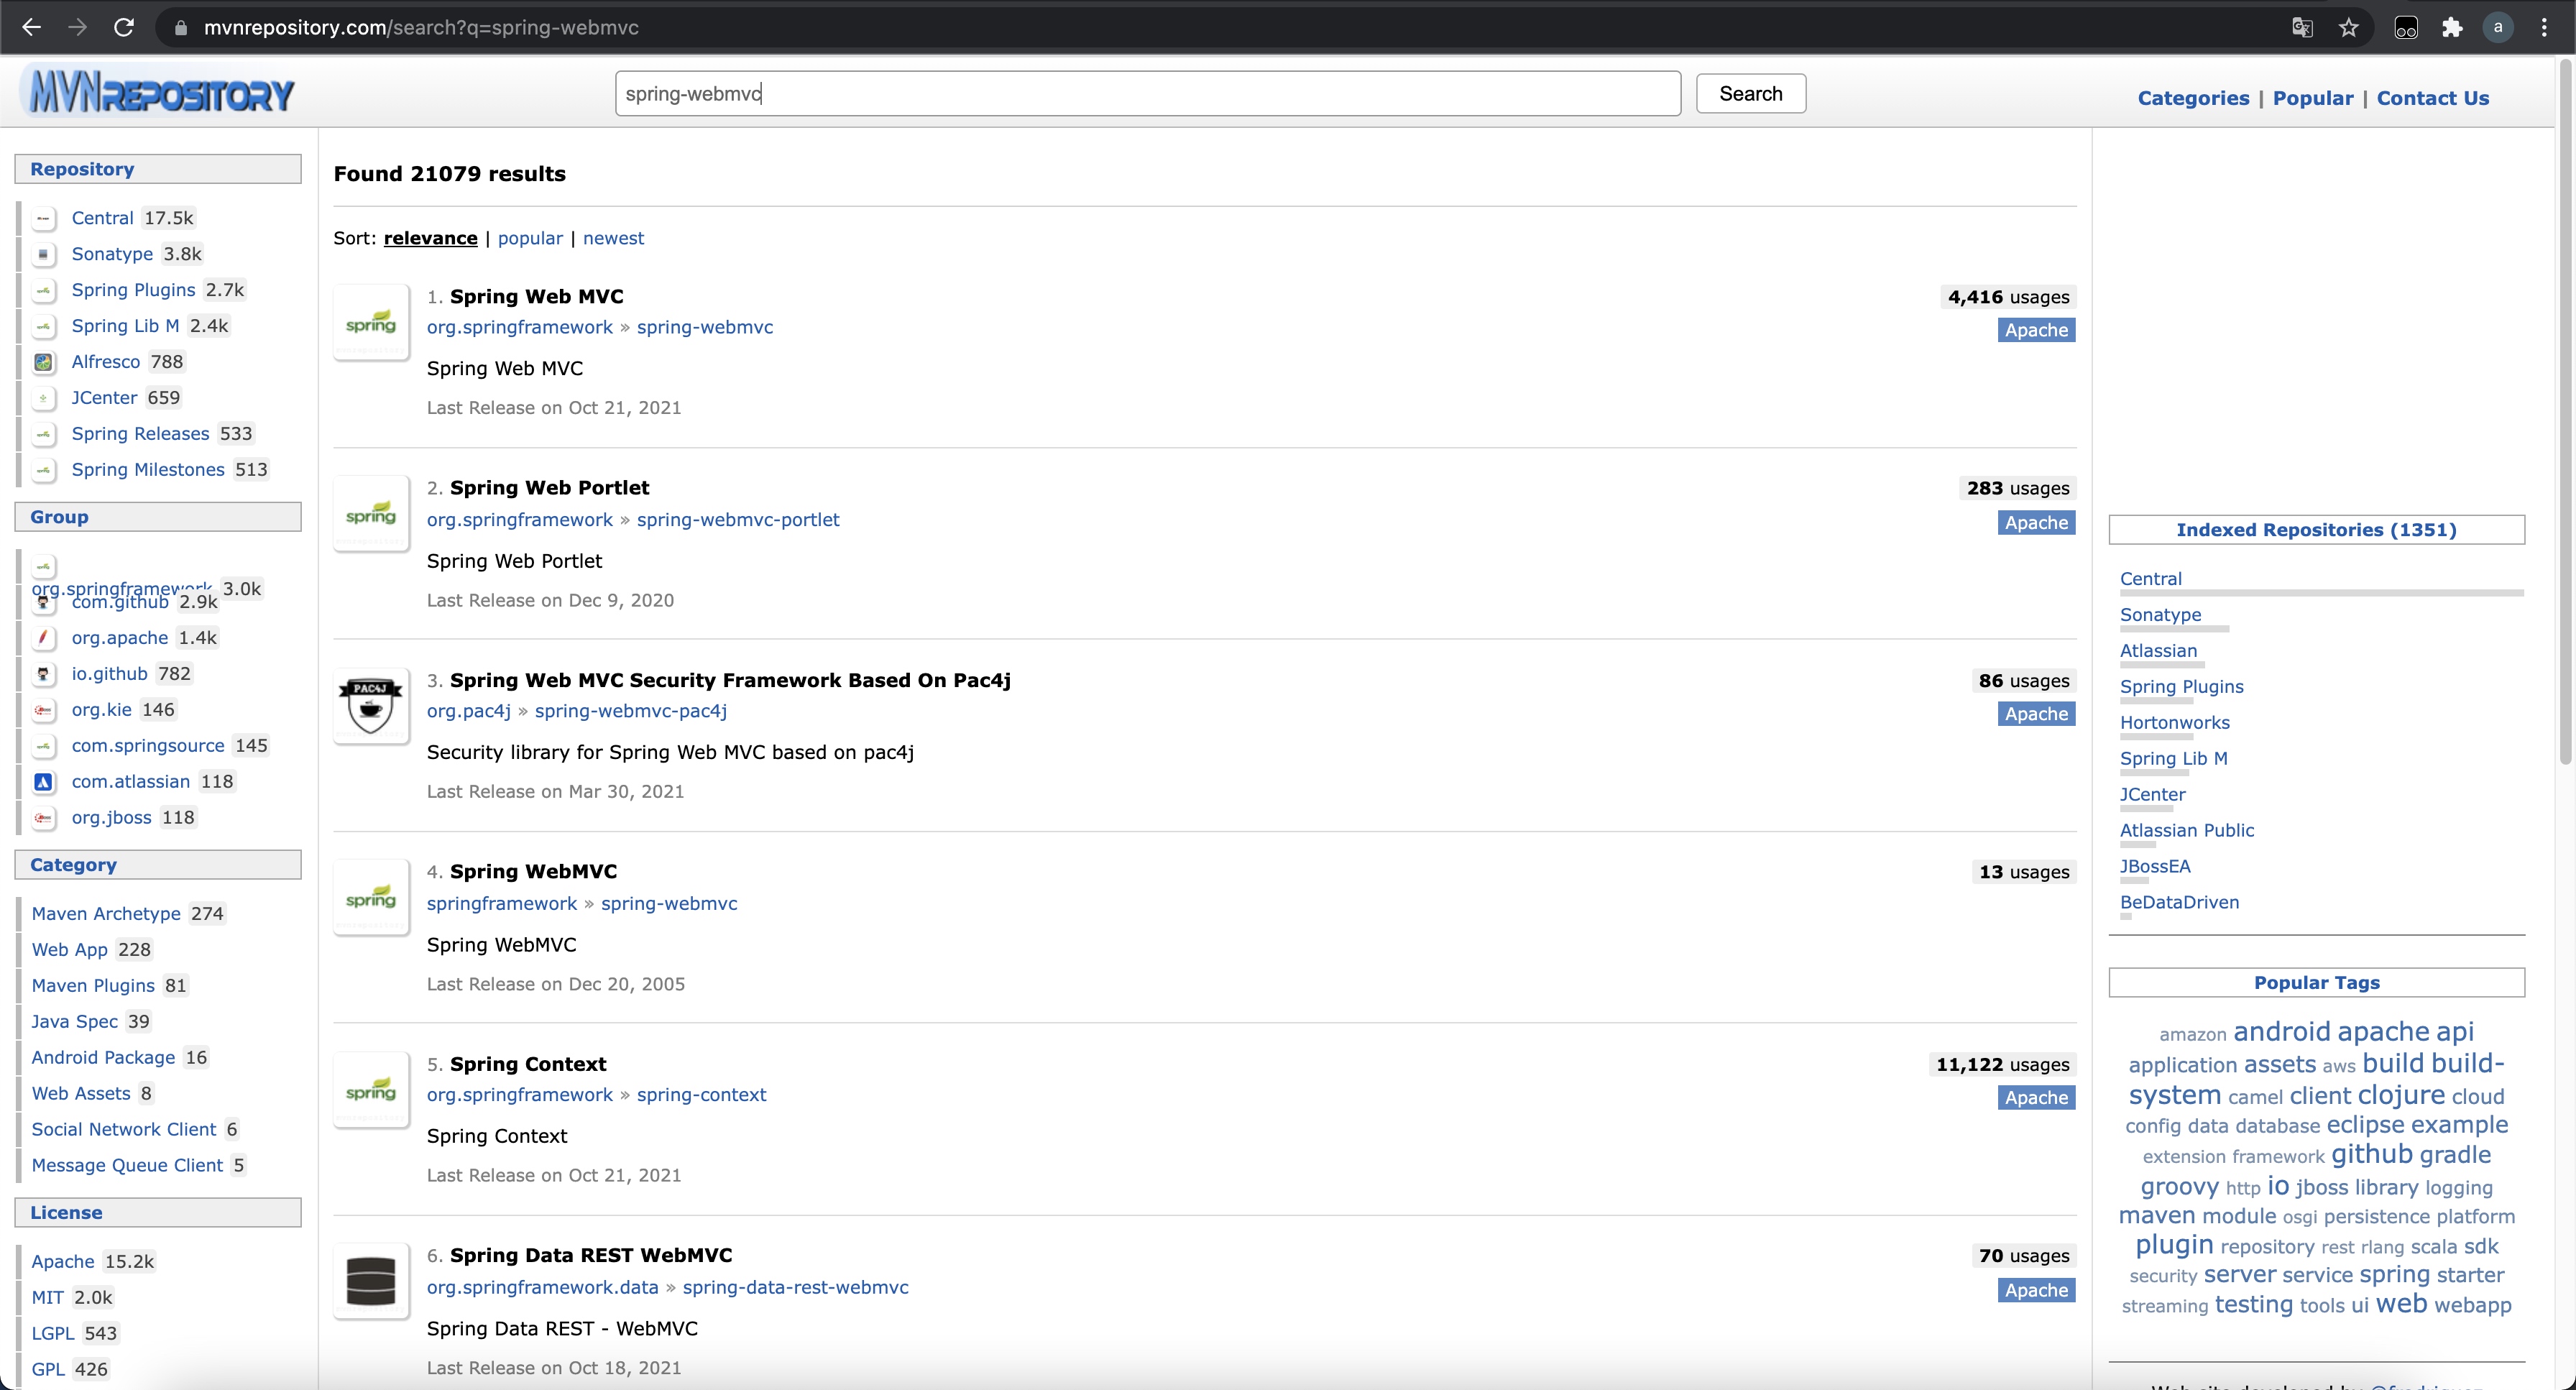 mvnrepository.com/search?q=spring-webmvc
a
MVNREPOSITORY
spring-webmvc
Search
Categories | Popular | Contact Us
Repository
Central 17.5k
Sonatype 3.8k
Spring Plugins 2.7k
Spring Lib M 2.4k
Alfresco 788
JCenter 659
Spring Releases 533
Spring Milestones 513
Group
org.springframework 3.0k
com.github 2.9k
org.apache 1.4k
io.github 782
org.kie 146
com.springsource 145
com.atlassian 118
org.jboss 118
Category
Maven Archetype 274
Web App 228
Maven Plugins 81
Java Spec 39
Android Package 16
Web Assets 8
Social Network Client 6
Message Queue Client 5
License
Apache 15.2k
MIT 2.0k
LGPL 543
GPL 426
Found 21079 results
Sort: relevance | popular | newest
spring
1. Spring Web MVC
4,416 usages
org.springframework » spring-webmvc
Apache
Spring Web MVC
Last Release on Oct 21, 2021
spring
2. Spring Web Portlet
283 usages
org.springframework » spring-webmvc-portlet
Apache
Spring Web Portlet
Last Release on Dec 9, 2020
PAC4J
3. Spring Web MVC Security Framework Based On Pac4j
86 usages
org.pac4j » spring-webmvc-pac4j
Apache
Security library for Spring Web MVC based on pac4j
Last Release on Mar 30, 2021
spring
4. Spring WebMVC
13 usages
springframework » spring-webmvc
Spring WebMVC
Last Release on Dec 20, 2005
spring
5. Spring Context
11,122 usages
org.springframework » spring-context
Apache
Spring Context
Last Release on Oct 21, 2021
6. Spring Data REST WebMVC
70 usages
org.springframework.data » spring-data-rest-webmvc
Apache
Spring Data REST - WebMVC
Last Release on Oct 18, 2021
Indexed Repositories (1351)
Central
Sonatype
Atlassian
Spring Plugins
Hortonworks
Spring Lib M
JCenter
Atlassian Public
JBossEA
BeDataDriven
Popular Tags
amazon android apache api
application assets aws build build-
system camel client clojure cloud
config data database eclipse example
extension framework github gradle
groovy http io jboss library logging
maven module osgi persistence platform
plugin repository rest rlang scala sdk
security server service spring starter
streaming testing tools ui web webapp